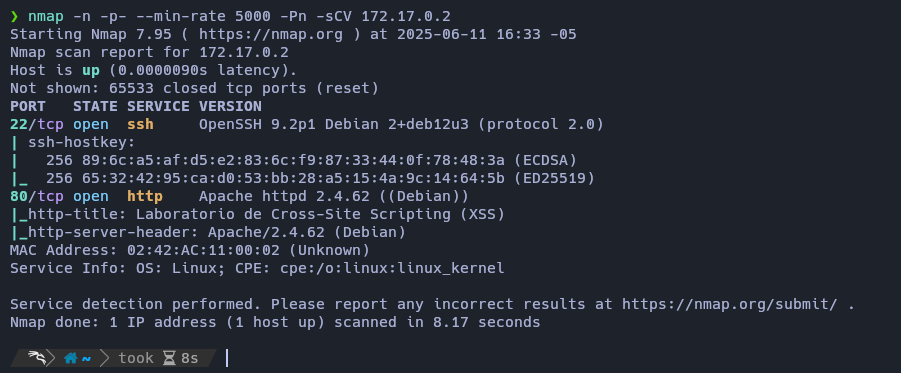 ❯ nmap -n -p- --min-rate 5000 -Pn -sCV 172.17.0.2
Starting Nmap 7.95 ( https://nmap.org ) at 2025-06-11 16:33 -05
Nmap scan report for 172.17.0.2
Host is up (0.0000090s latency).
Not shown: 65533 closed tcp ports (reset)
PORT   STATE SERVICE VERSION
22/tcp open  ssh     OpenSSH 9.2p1 Debian 2+deb12u3 (protocol 2.0)
| ssh-hostkey:
|   256 89:6c:a5:af:d5:e2:83:6c:f9:87:33:44:0f:78:48:3a (ECDSA)
|_  256 65:32:42:95:ca:d0:53:bb:28:a5:15:4a:9c:14:64:5b (ED25519)
80/tcp open  http    Apache httpd 2.4.62 ((Debian))
|_http-title: Laboratorio de Cross-Site Scripting (XSS)
|_http-server-header: Apache/2.4.62 (Debian)
MAC Address: 02:42:AC:11:00:02 (Unknown)
Service Info: OS: Linux; CPE: cpe:/o:linux:linux_kernel

Service detection performed. Please report any incorrect results at https://nmap.org/submit/ .
Nmap done: 1 IP address (1 host up) scanned in 8.17 seconds

~ took 8s